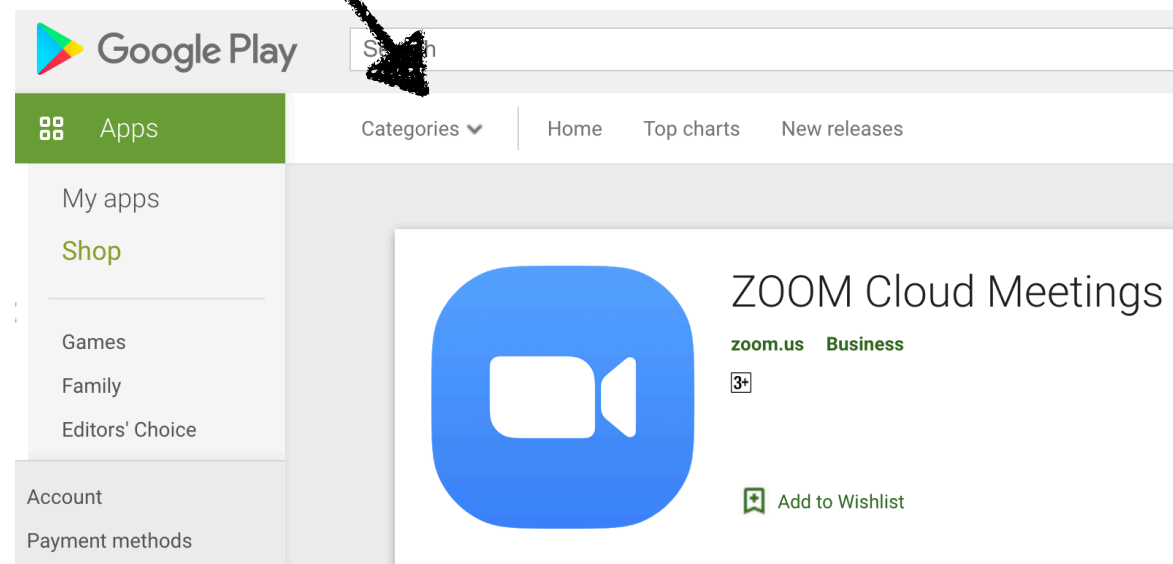 Google Play
Search
Apps
Categories
Home
Top charts
New releases
My apps
Shop
Games
Family
Editors' Choice
Account
Payment methods
ZOOM Cloud Meetings
zoom.us Business
3+
Add to Wishlist